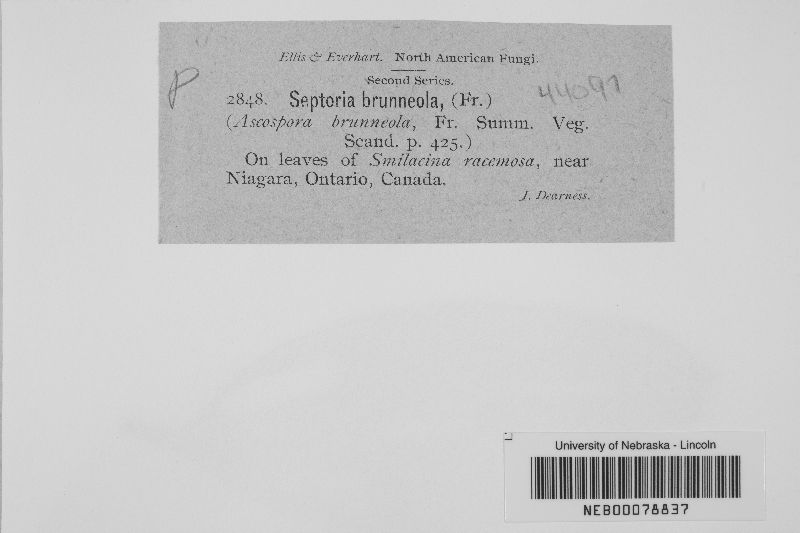 Ellis & Everhart. North American Fungi.
Second Series.
P
44091
2848. Septoria brunneola, (Fr.)
(Ascospora brunneola, Fr. Summ. Veg.
Scand. p. 425.)
On leaves of Smilacina racemosa, near
Niagara, Ontario, Canada.
J. Dearness.
University of Nebraska - Lincoln
NEB00078837